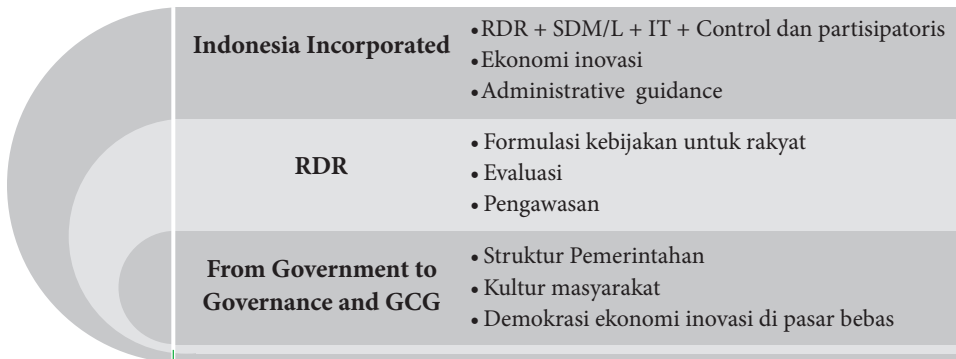 Indonesia Incorporated
•RDR + SDM/L + IT + Control dan partisipatoris
•Ekonomi inovasi
•Administrative guidance
RDR
• Formulasi kebijakan untuk rakyat
• Evaluasi
• Pengawasan
From Government to
Governance and GCG
• Struktur Pemerintahan
• Kultur masyarakat
• Demokrasi ekonomi inovasi di pasar bebas